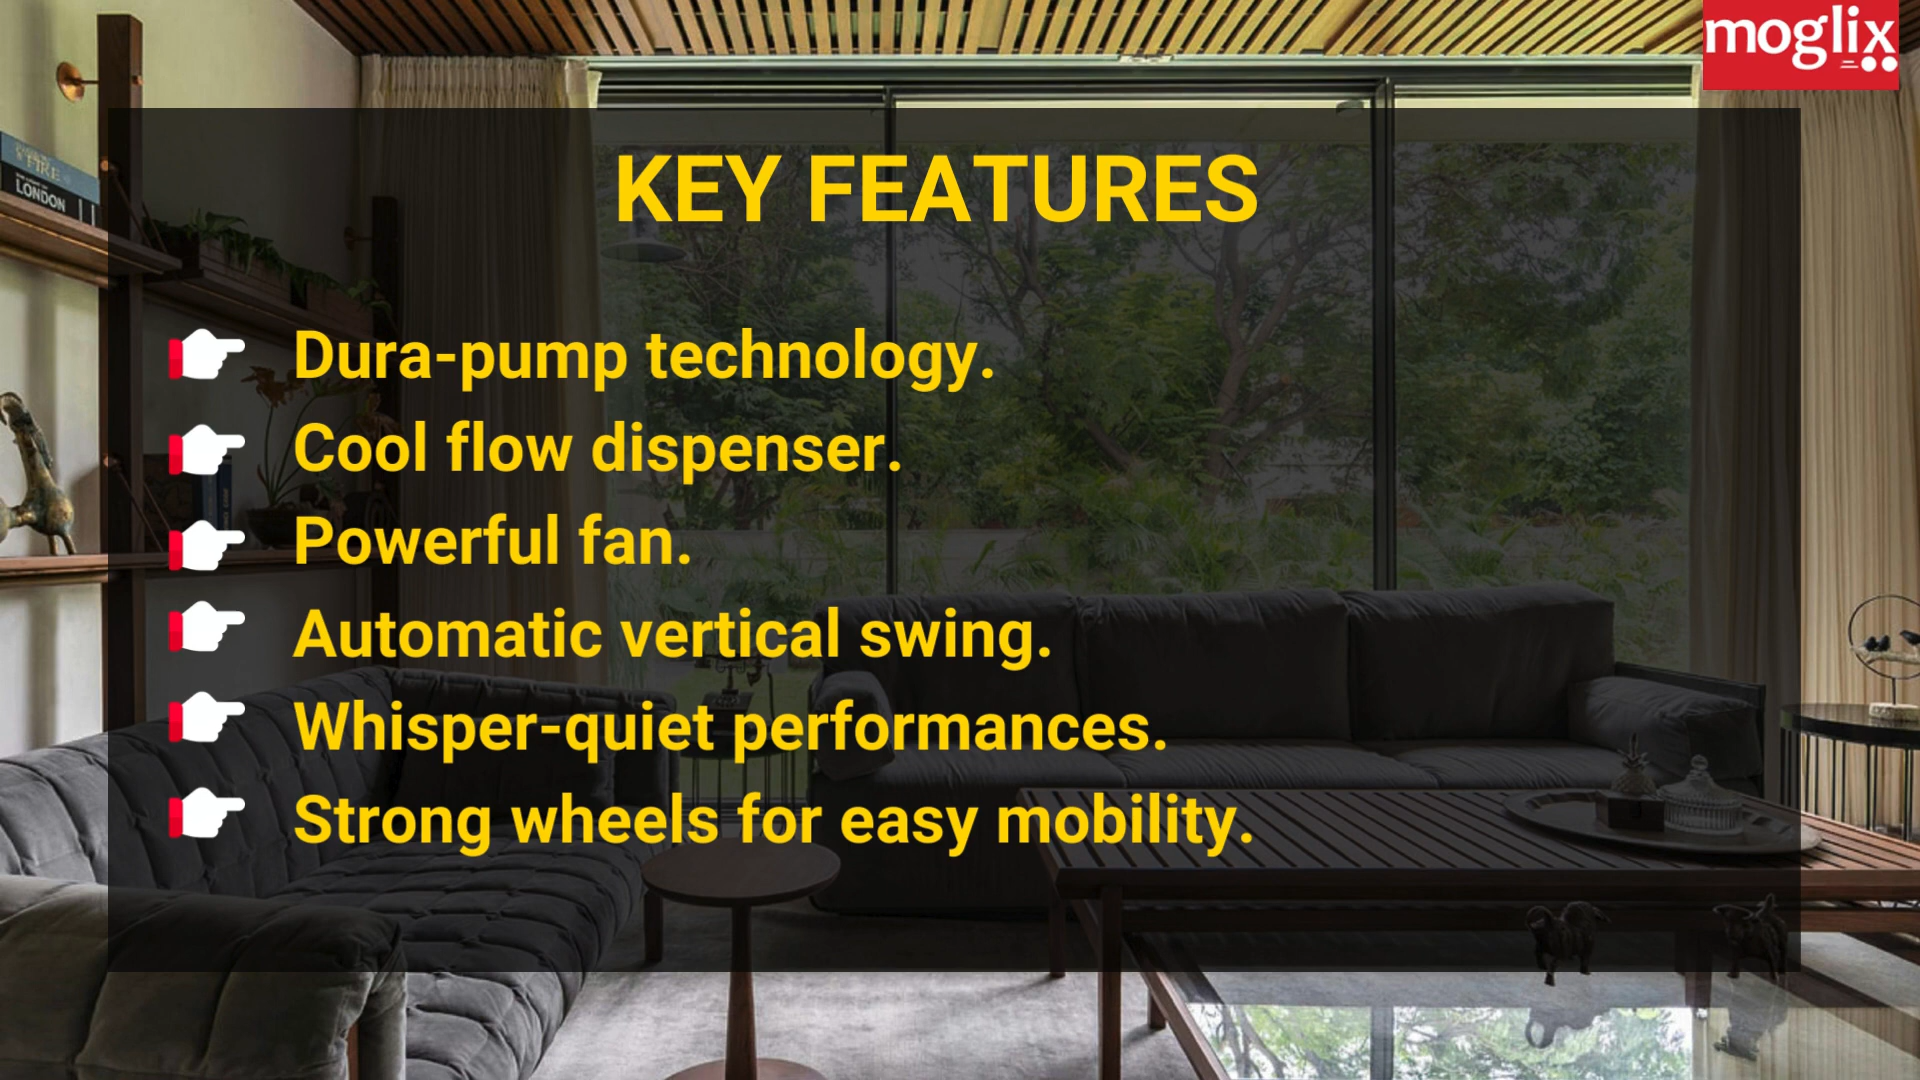 moglix
FIRE
LONDON
KEY FEATURES
Dura-pump technology.
Cool flow dispenser.
Powerful fan.
Automatic vertical swing.
Whisper-quiet performances.
Strong wheels for easy mobility.